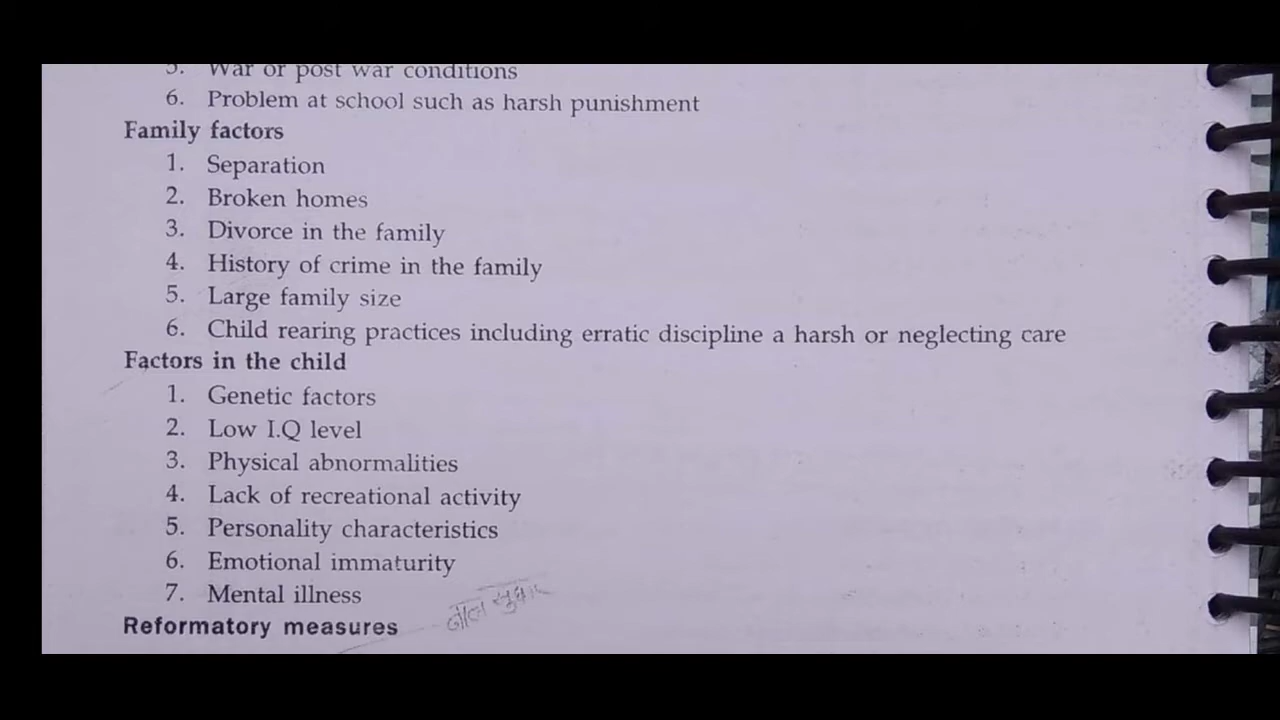 5. War or post war conditions
6. Problem at school such as harsh punishment
Family factors
1. Separation
2. Broken homes
3. Divorce in the family
4. History of crime in the family
5. Large family size
6. Child rearing practices including erratic discipline a harsh or neglecting care
Factors in the child
1. Genetic factors
2. Low I.Q level
3. Physical abnormalities
4. Lack of recreational activity
5. Personality characteristics
6. Emotional immaturity
7. Mental illness
Reformatory measures